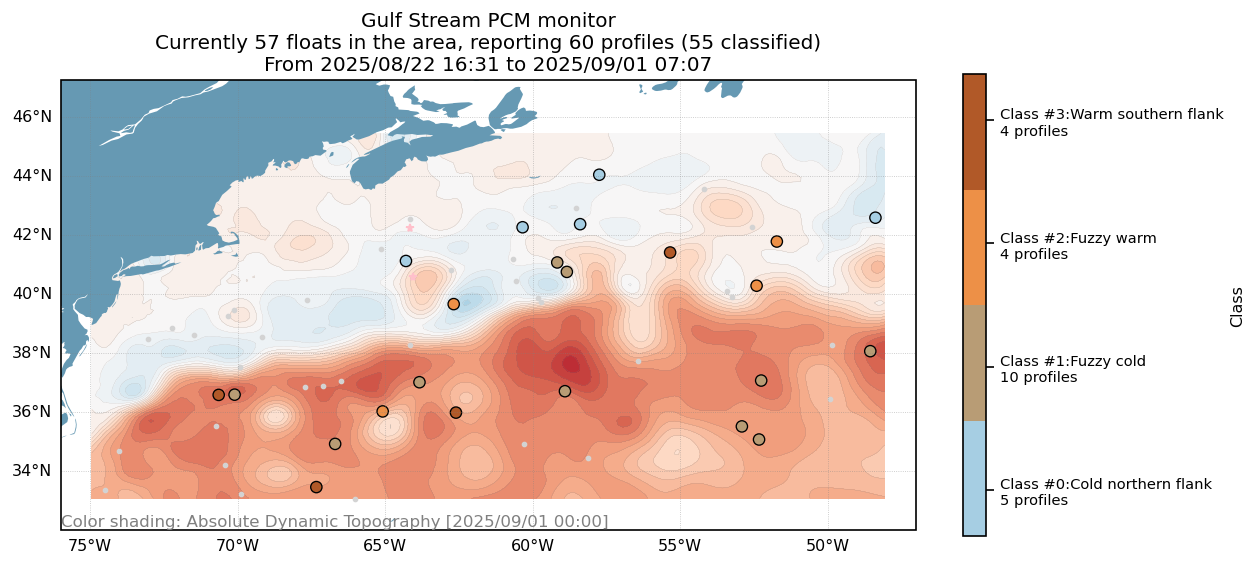 Gulf Stream PCM monitor
Currently 57 floats in the area, reporting 60 profiles (55 classified)
From 2025/08/22 16:31 to 2025/09/01 07:07
46°N
44°N
42°N
40°N
38°N
36°N
34°N
Color shading: Absolute Dynamic Topography [2025/09/01 00:00]
75°W
70°W
65°W
60°W
55°W
50°W
Class #3:Warm southern flank
4 profiles
Class #2:Fuzzy warm
4 profiles
Class #1:Fuzzy cold
10 profiles
Class #0:Cold northern flank
5 profiles
Class